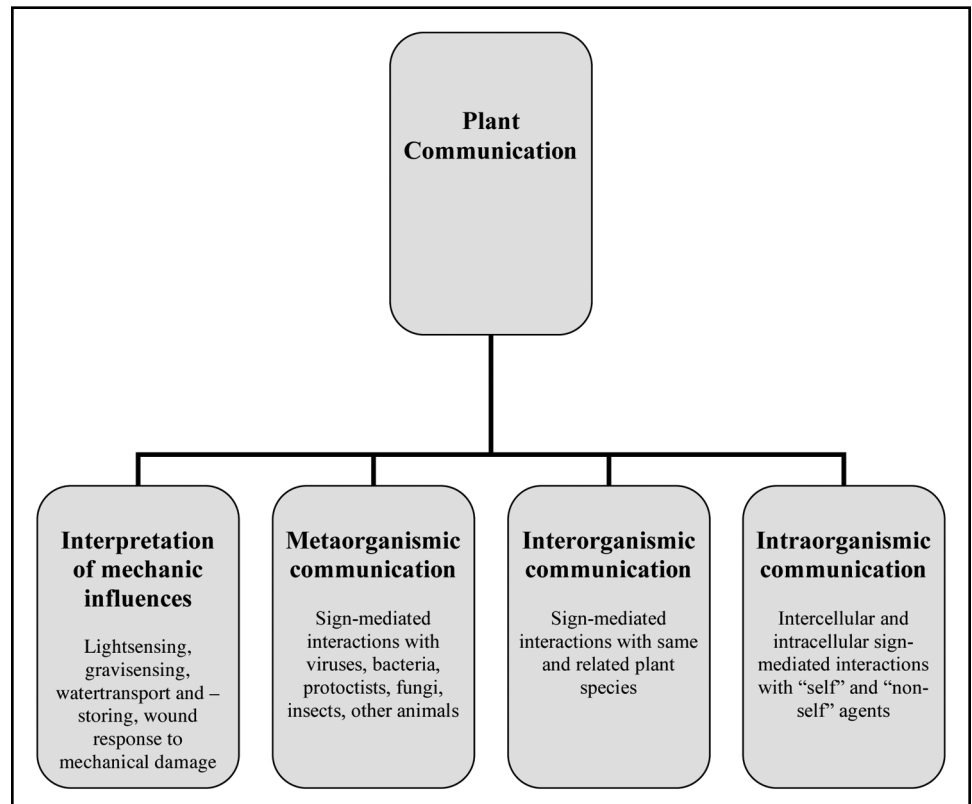 Plant
Communication
Interpretation
of mechanic
influences
Lightsensing,
gravisensing,
watertransport and –
storing, wound
response to
mechanical damage
Metaorganismic
communication
Sign-mediated
interactions with
viruses, bacteria,
protoctists, fungi,
insects, other animals
Interorganismic
communication
Sign-mediated
interactions with same
and related plant
species
Intraorganismic
communication
Intercellular and
intracellular sign-
mediated interactions
with “self” and “non-
self” agents